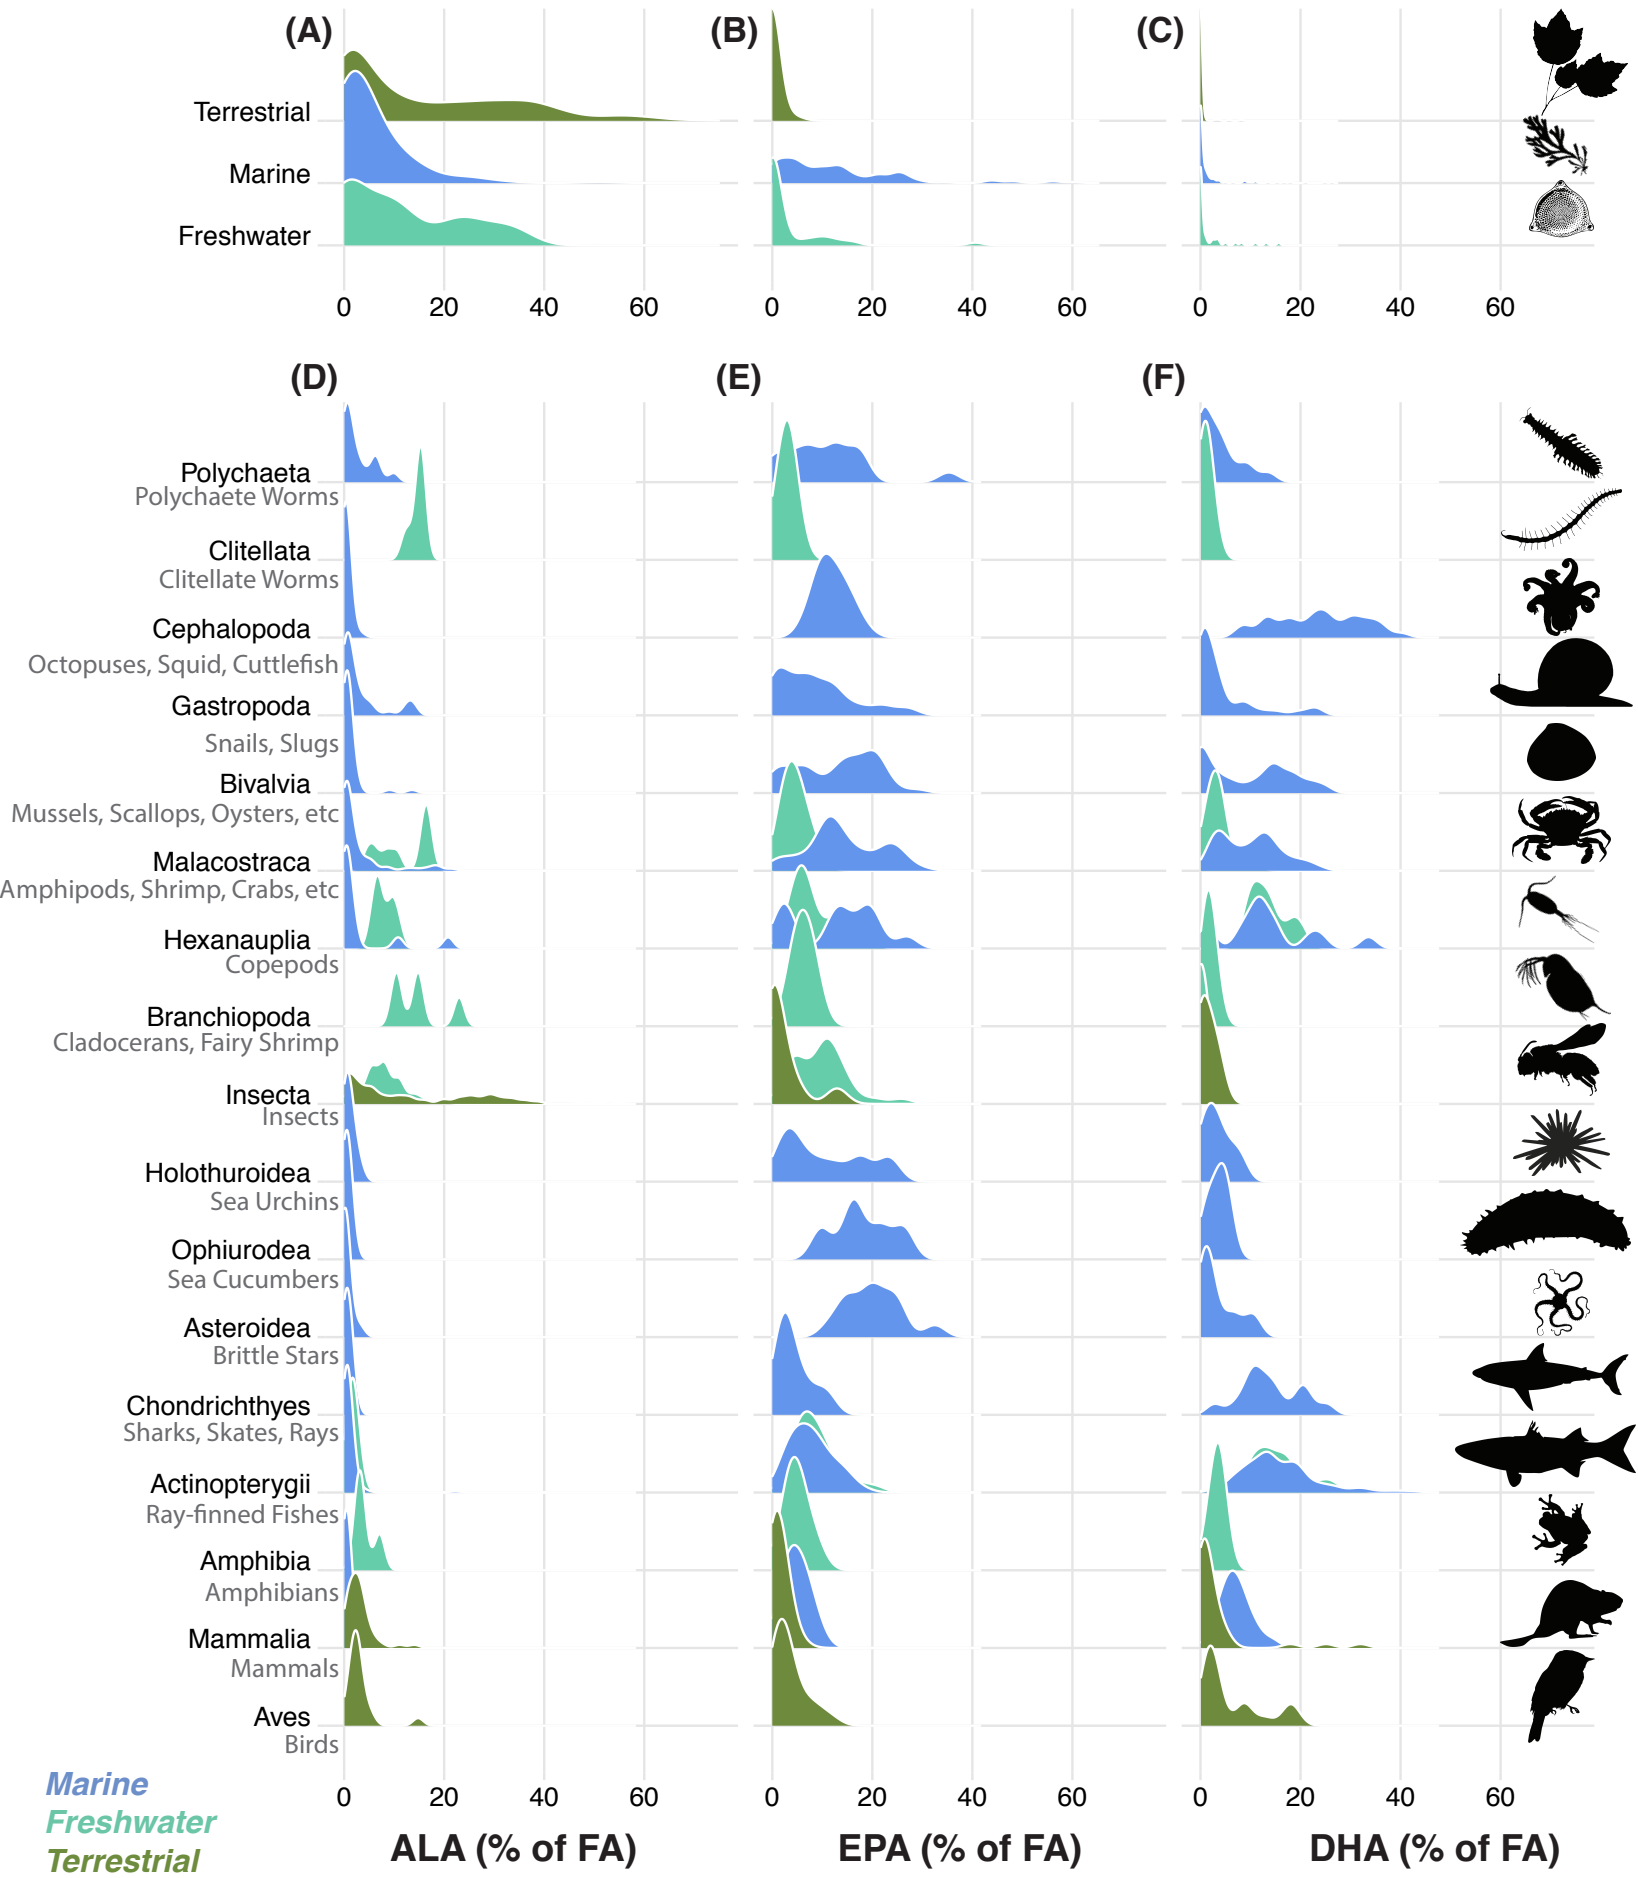 (A) (B) (C)
Terrestrial
Marine
Freshwater
0 20 40 60 0 20 40 60 0 20 40 60
(D) (E) (F)
Polychaeta
Polychaete Worms
Clitellata
Clitellate Worms
Cephalopoda
Octopuses, Squid, Cuttlefish
Gastropoda
Snails, Slugs
Bivalvia
Mussels, Scallops, Oysters, etc
Malacostraca
Amphipods, Shrimp, Crabs, etc
Hexanauplia
Copepods
Branchiopoda
Cladocerans, Fairy Shrimp
Insecta
Insects
Holothuroidea
Sea Urchins
Ophiurodea
Sea Cucumbers
Asteroidea
Brittle Stars
Chondrichthyes
Sharks, Skates, Rays
Actinopterygii
Ray-finned Fishes
Amphibia
Amphibians
Mammalia
Mammals
Aves
Birds
0 20 40 60 0 20 40 60 0 20 40 60
Marine
Freshwater
Terrestrial
ALA (% of FA) EPA (% of FA) DHA (% of FA)